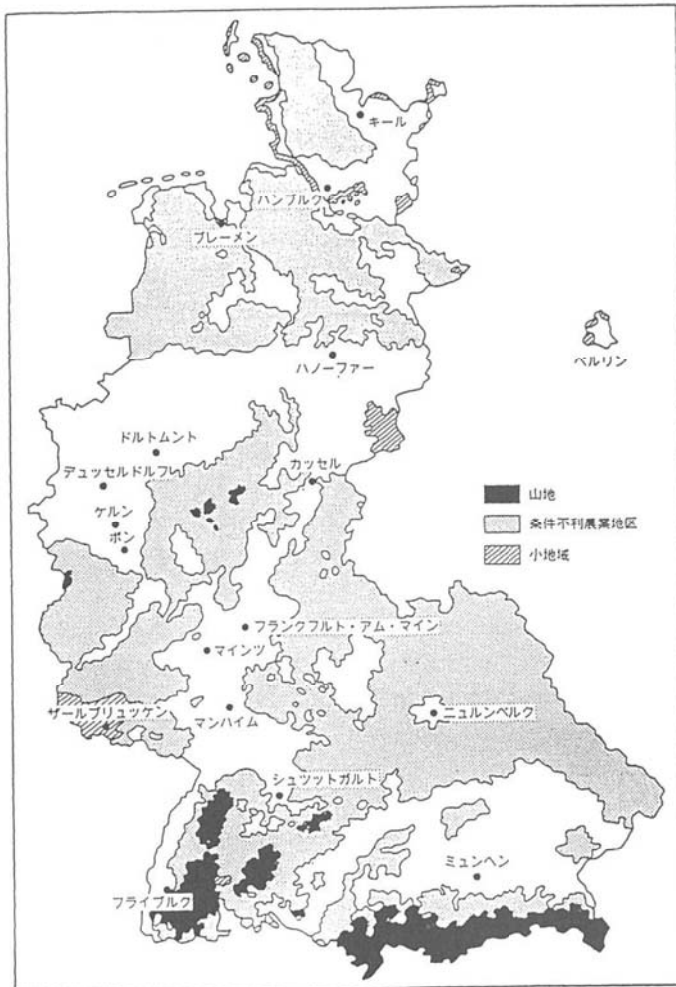 キール
ハンブルク
ブレーメン
ハノーファー
ベルリン
ドルトムント
デュッセルドルフ
カッセル
ケルン
ボン
山地
条件不利農業地区
小地域
フランクフルト・アム・マイン
マインツ
ザールブリュッケン
マンハイム
ニュルンベルク
シュツットガルト
ミュンヘン
フライブルク